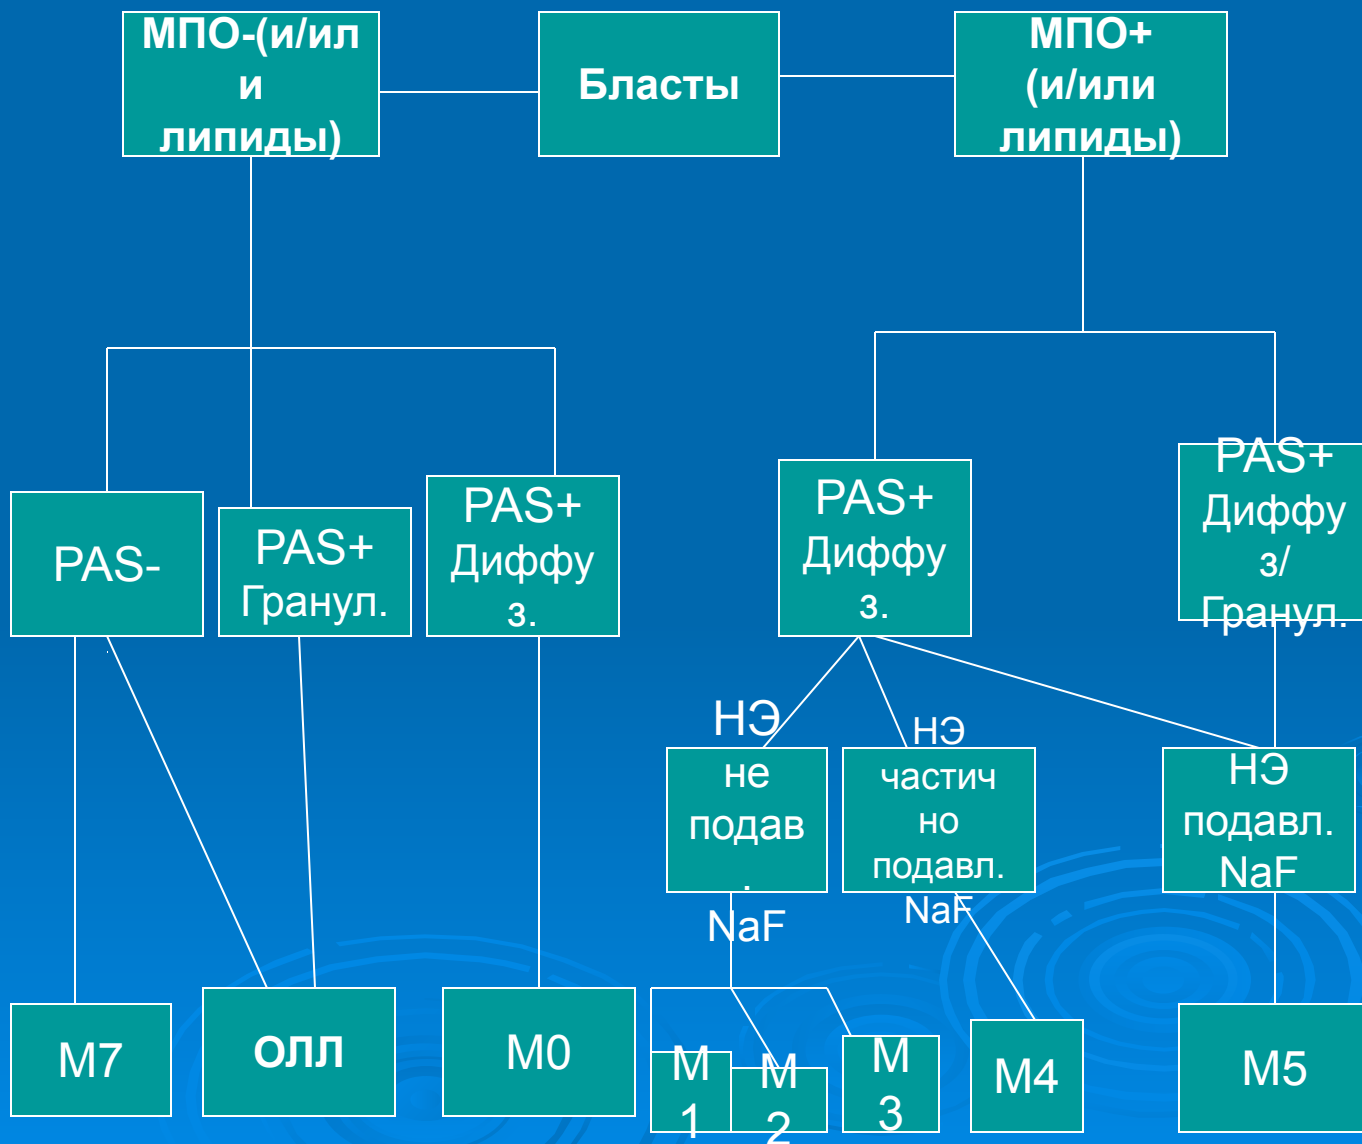 МПО-(и/ил
и
липиды)
Бласты
МПО+
(и/или
липиды)
PAS-
PAS+
Гранул.
PAS+
Диффу
з.
PAS+
Диффу
з.
PAS+
Диффу
з/
Гранул.
НЭ
не
подав
.
NaF
НЭ
частич
но
подавл.
NaF
НЭ
подавл.
NaF
М7
ОЛЛ
М0
М
1
М
2
М
3
М4
М5